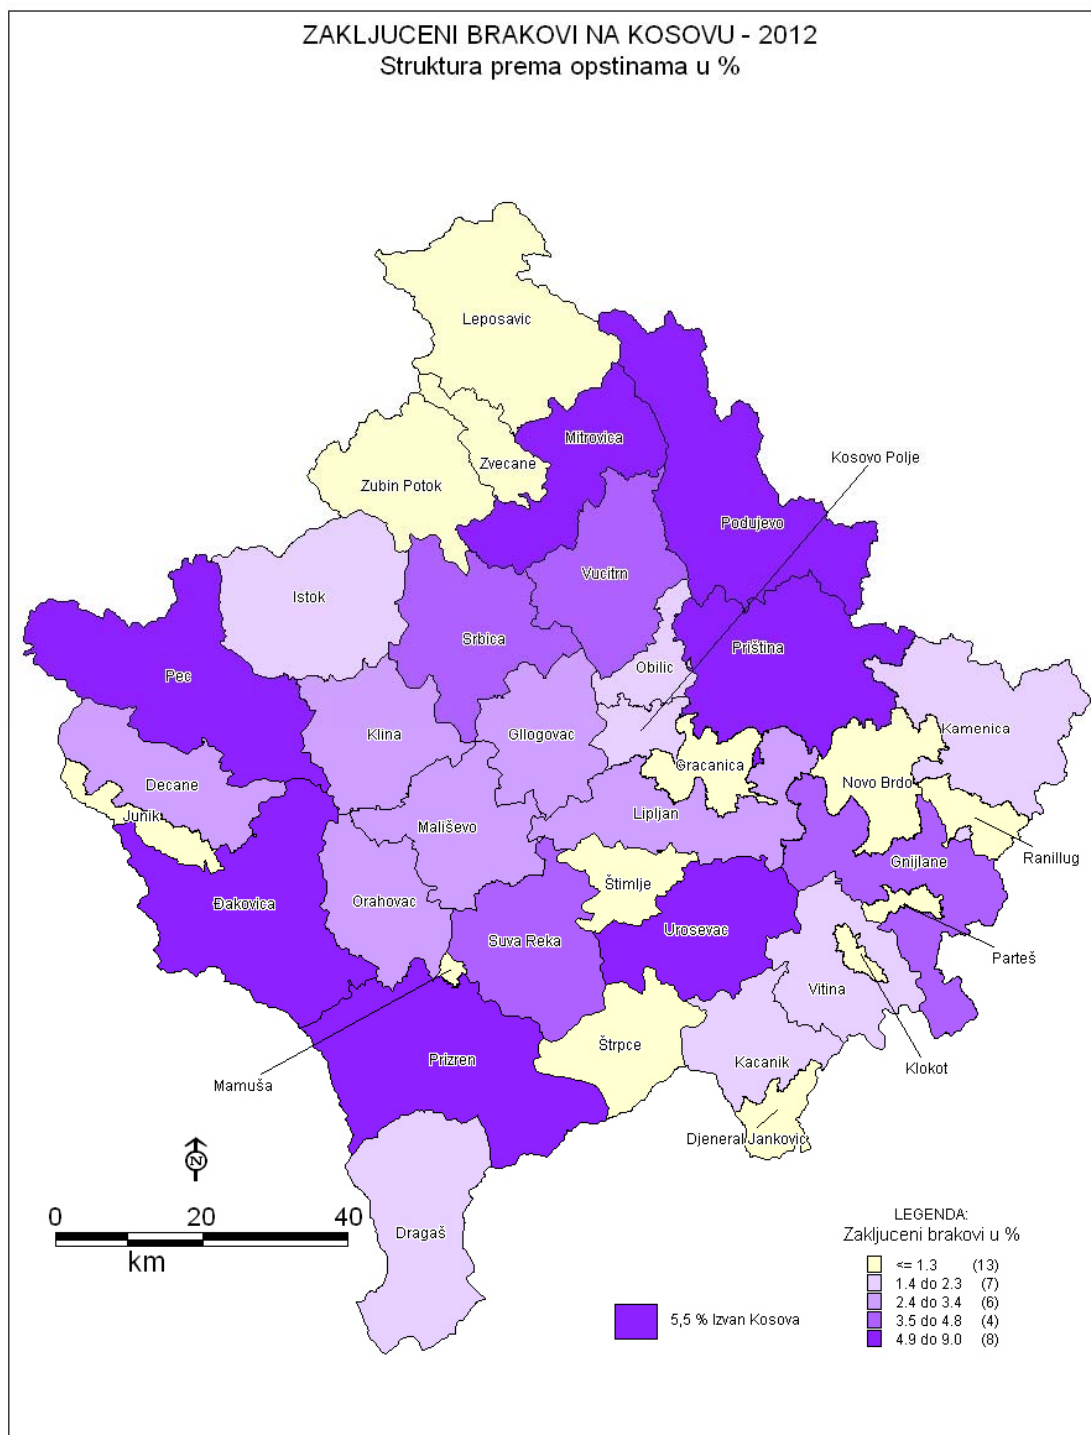 ZAKLJUCENI BRAKOVI NA KOSOVU - 2012
Struktura prema opstinama u %
Leposavic
Mitrovica
Kosovo Polje
Zvecane
Zubin Potok
Podujevo
Vucitrn
Istok
Srbica
Priština
Obilic
Pec
Klina
Gllogovac
Kamenica
Gracanica
Decane
Novo Brdo
Junik
Lipljan
Mališevo
Ranillug
Gnijlane
Štimlje
Đakovica
Orahovac
Urosevac
Suva Reka
Parteš
Vitina
Štrpce
Prizren
Kacanik
Klokot
Mamuša
Djeneral Jankovic
N
Dragaš
0 20 40
km
LEGENDA:
Zakljuceni brakovi u %
<= 1.3 (13)
1.4 do 2.3 (7)
2.4 do 3.4 (6)
3.5 do 4.8 (4)
4.9 do 9.0 (8)
5,5 % Izvan Kosova